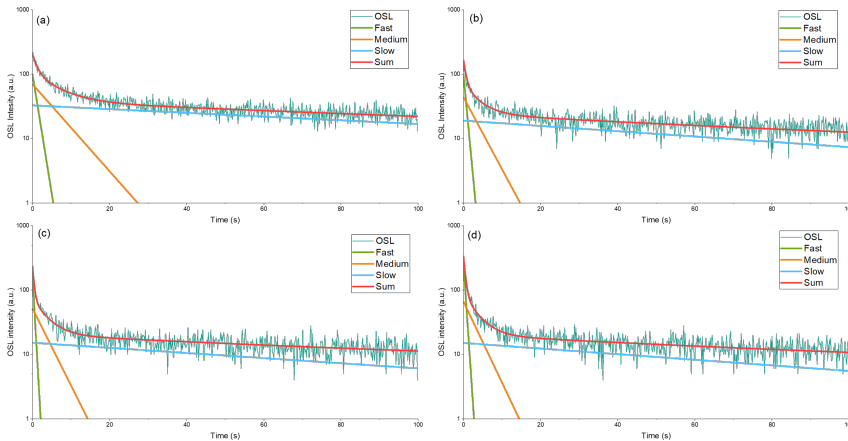 (a)
OSL
Fast
Medium
Slow
Sum
OSL Intesity (a.u.)
1000
100
10
1
0 20 40 60 80 100
Time (s)
(b)
OSL
Fast
Medium
Slow
Sum
OSL Intensity (a.u.)
1000
100
10
1
0 20 40 60 80 100
Time (s)
(c)
OSL
Fast
Medium
Slow
Sum
OSL intensity (a.u.)
1000
100
10
1
0 20 40 60 80 100
Time (s)
(d)
OSL
Fast
Medium
Slow
Sum
OSL Intensity (a.u.)
1000
100
10
1
0 20 40 60 80 100
Time (s)